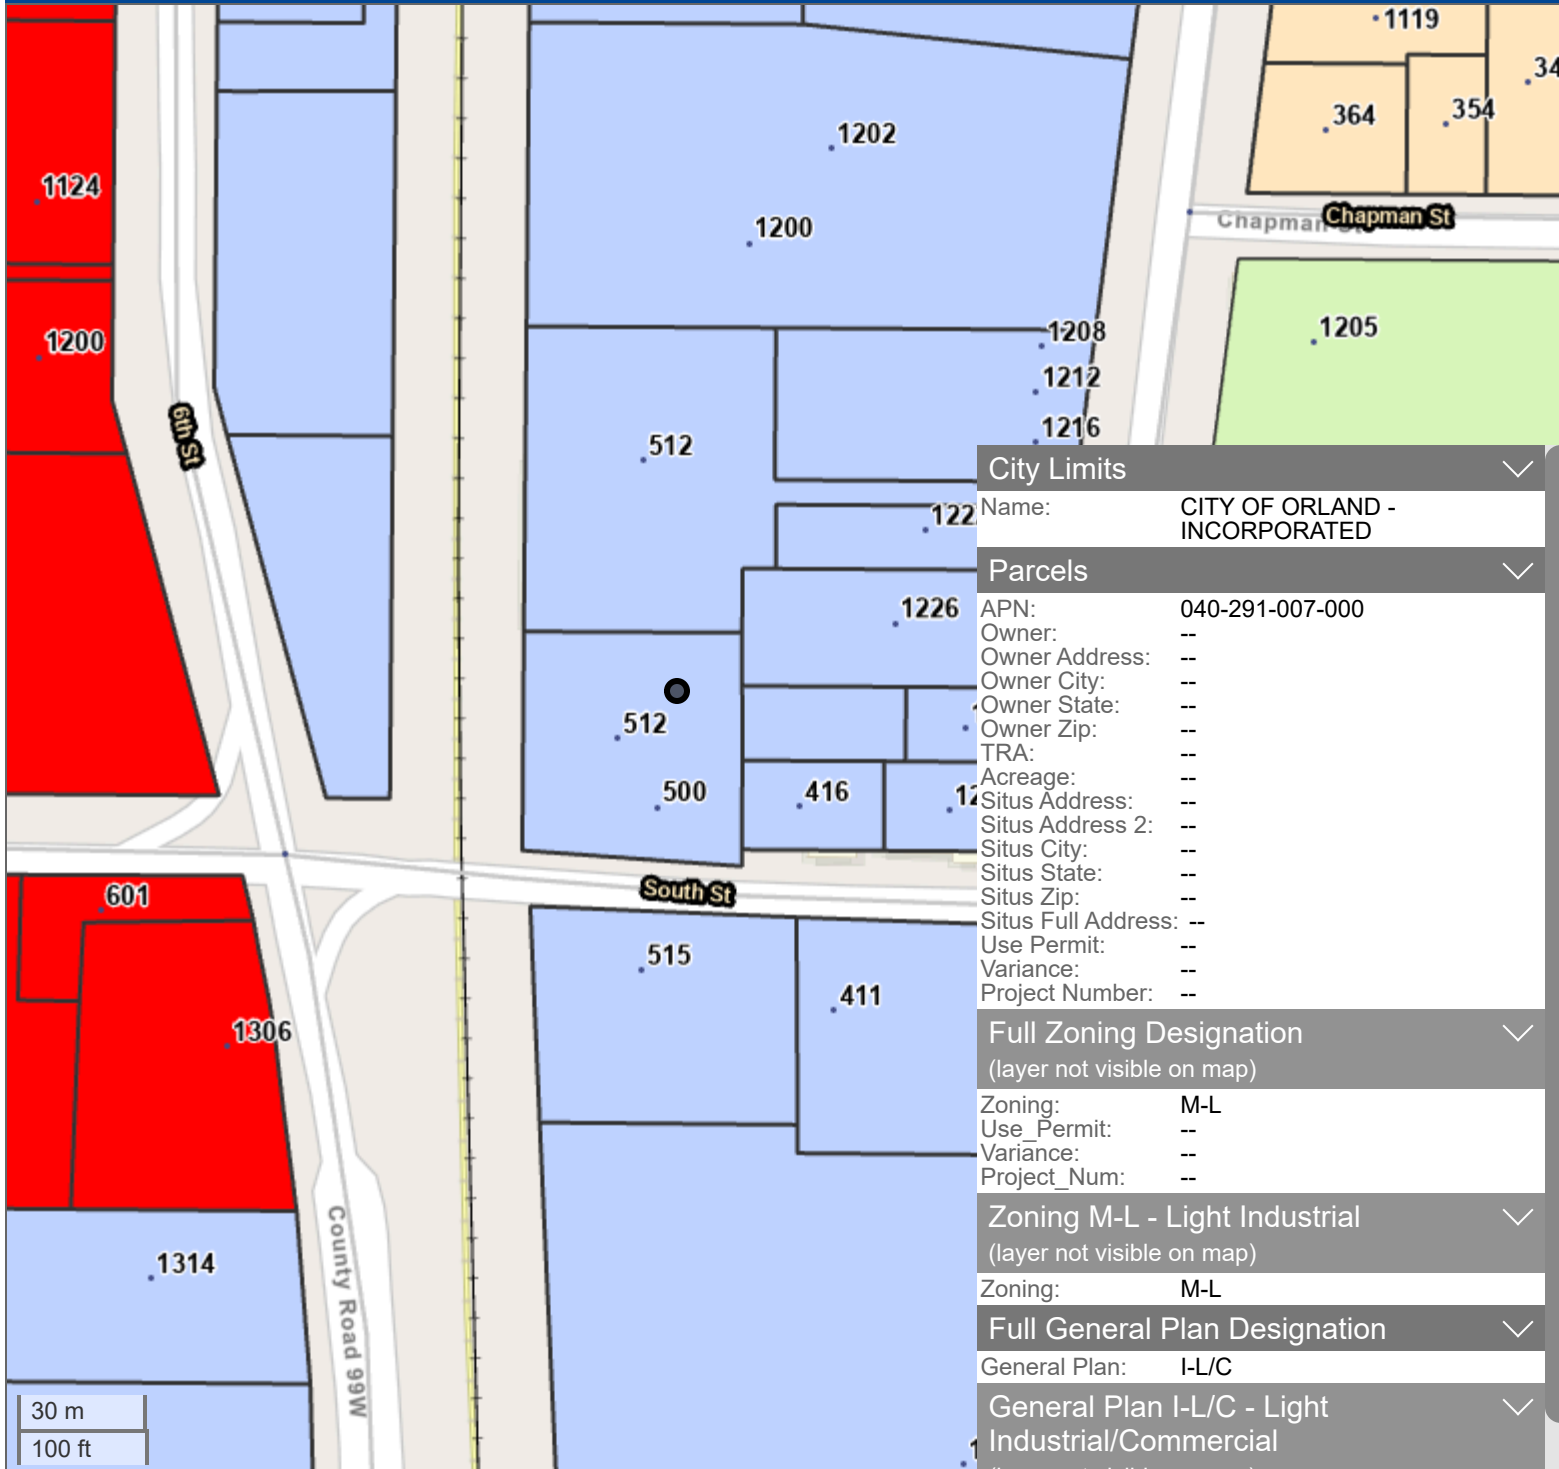 1119
34
364
354
1202
1124
1200
Chapman St
Chapman St
1200
1205
1208
1212
1216
6th St
512
122
1226
512
500
416
12
South St
601
515
411
1306
1314
County Road 99W
30 m
100 ft
City Limits
Name: CITY OF ORLAND -
INCORPORATED
Parcels
APN: 040-291-007-000
Owner: --
Owner Address: --
Owner City: --
Owner State: --
Owner Zip: --
TRA: --
Acreage: --
Situs Address: --
Situs Address 2: --
Situs City: --
Situs State: --
Situs Zip: --
Situs Full Address: --
Use Permit: --
Variance: --
Project Number: --
Full Zoning Designation
(layer not visible on map)
Zoning: M-L
Use_Permit: --
Variance: --
Project_Num: --
Zoning M-L - Light Industrial
(layer not visible on map)
Zoning: M-L
Full General Plan Designation
General Plan: I-L/C
General Plan I-L/C - Light
Industrial/Commercial